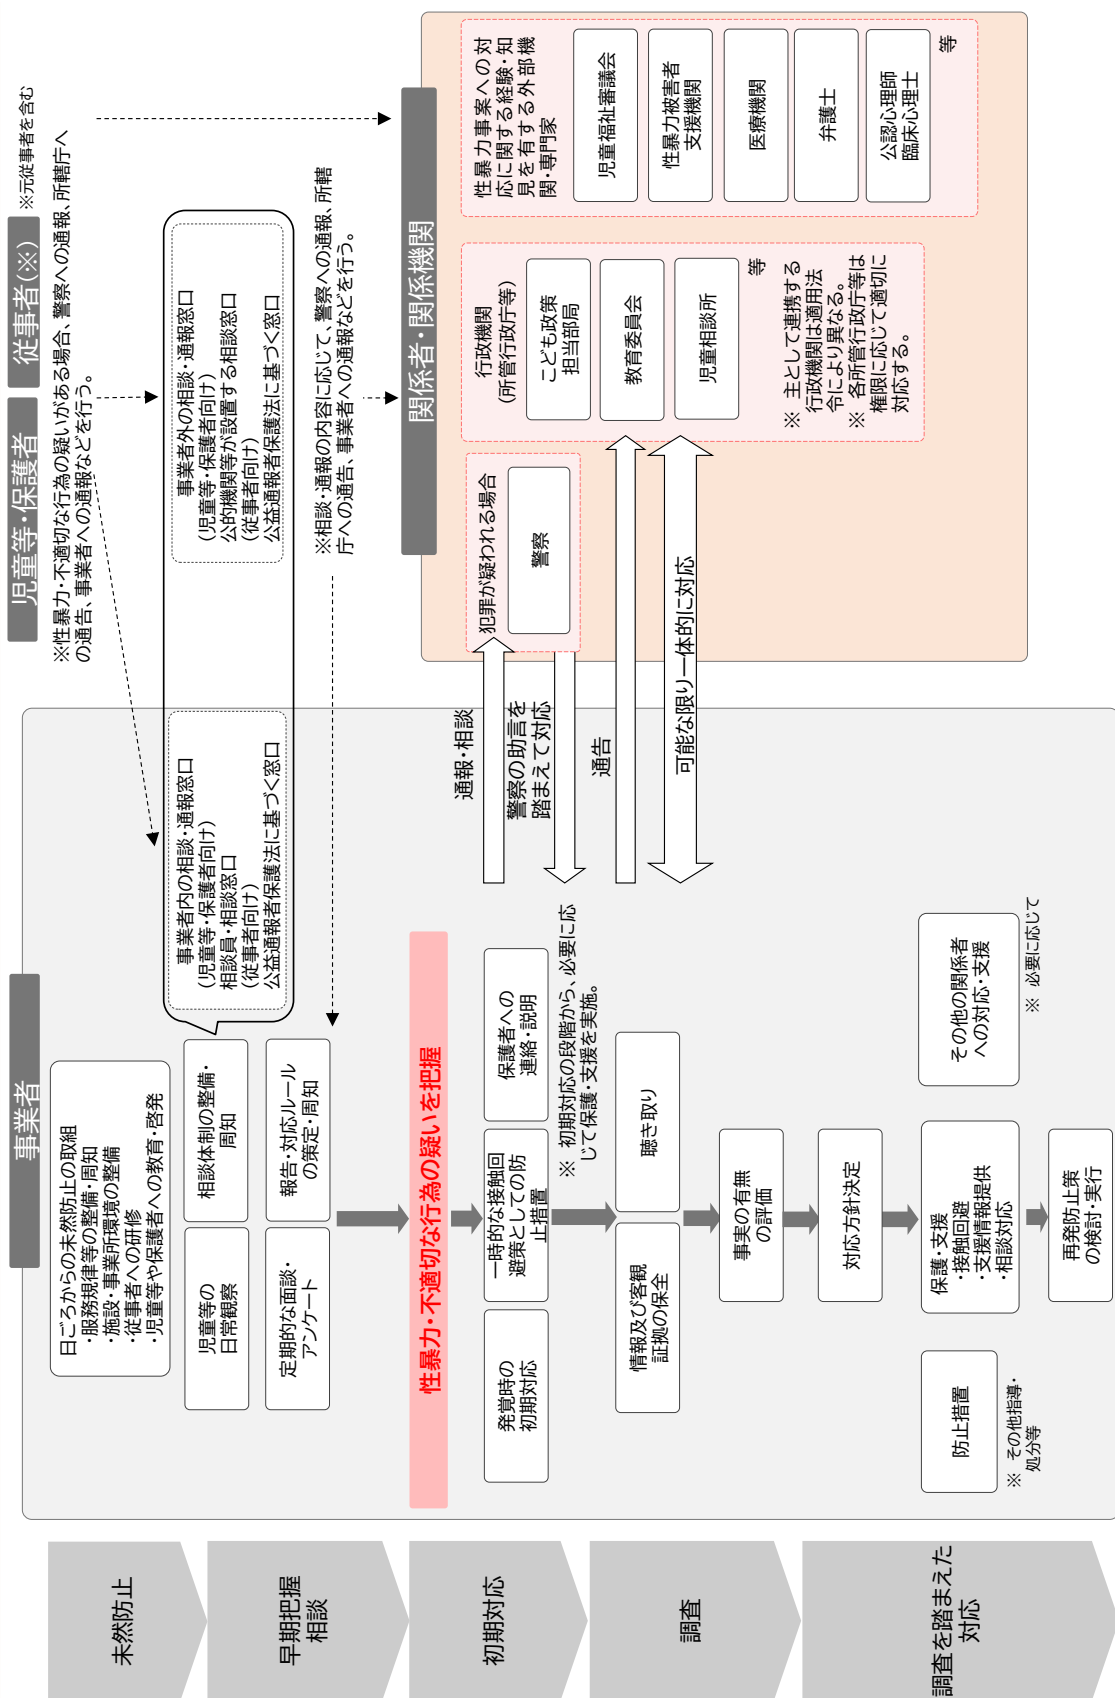 児童等・保護者
従事者(※)
※元従事者を含む
※性暴力・不適切な行為の疑いがある場合、警察への通報、所轄庁へ
の通告、事業者への通報などを行う。
事業者
未然防止
日ごろからの未然防止の取組
・服務規律等の整備・周知
・施設・事業所環境の整備
・従事者への研修
・児童等や保護者への教育・啓発
早期把握
相談
児童等の
日常観察
相談体制の整備・
周知
定期的な面談・
アンケート
報告・対応ルール
の策定・周知
事業者内の相談・通報窓口
(児童等・保護者向け)
相談員・相談窓口
(従事者向け)
公益通報者保護法に基づく窓口
事業者外の相談・通報窓口
(児童等・保護者向け)
公的機関等が設置する相談窓口
(従事者向け)
公益通報者保護法に基づく窓口
※相談・通報の内容に応じて、警察への通報、所轄
庁への通告、事業者への通報などを行う。
性暴力・不適切な行為の疑いを把握
初期対応
発覚時の
初期対応
一時的な接触回
避策としての防
止措置
保護者への
連絡・説明
※ 初期対応の段階から、必要に応
じて保護・支援を実施。
通報・相談
警察の助言を
踏まえて対応
通告
可能な限り一体的に対応
関係者・関係機関
犯罪が疑われる場合
警察
行政機関
(所管行政庁等)
こども政策
担当部局
教育委員会
児童相談所
等
※ 主として連携する
行政機関は適用法
令により異なる。
※ 各所管行政庁等は
権限に応じて適切に
対応する。
性暴力事案への対
応に関する経験・知
見を有する外部機
関・専門家
児童福祉審議会
性暴力被害者
支援機関
医療機関
弁護士
公認心理師
臨床心理士
等
調査
情報及び客観
証拠の保全
聴き取り
事実の有無
の評価
調査を踏まえた
対応
対応方針決定
防止措置
※ その他指導・
処分等
保護・支援
・接触回避
・支援情報提供
・相談対応
その他の関係者
への対応・支援
※ 必要に応じて
再発防止策
の検討・実行